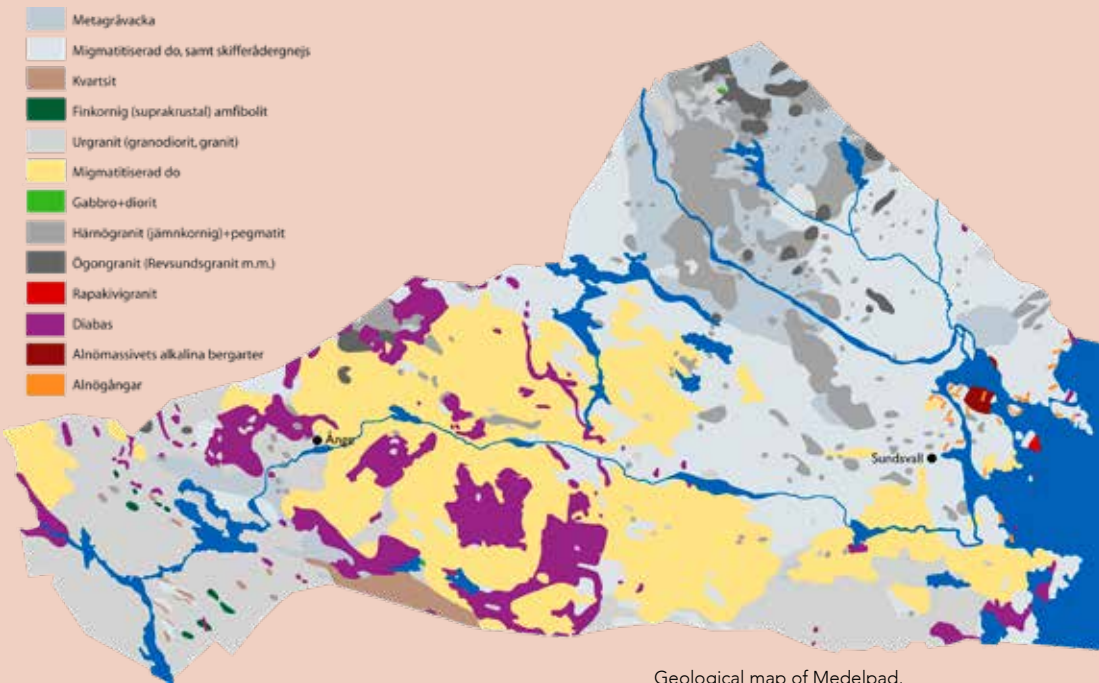 Metagråvacka
Migmatitiserad do, samt skifferådergnejs
Kvartsit
Finkornig (suprakrustal) amfibolit
Urgranit (granodiorit, granit)
Migmatitiserad do
Gabbro+diorit
Härnögranit (jämnkornig)+pegmatit
Ögongranit (Revsundsgranit m.m.)
Rapakivigranit
Diabas
Alnömassivets alkalina bergarter
Alnögångar
Ånge
Sundsvall
Geological map of Medelpad.